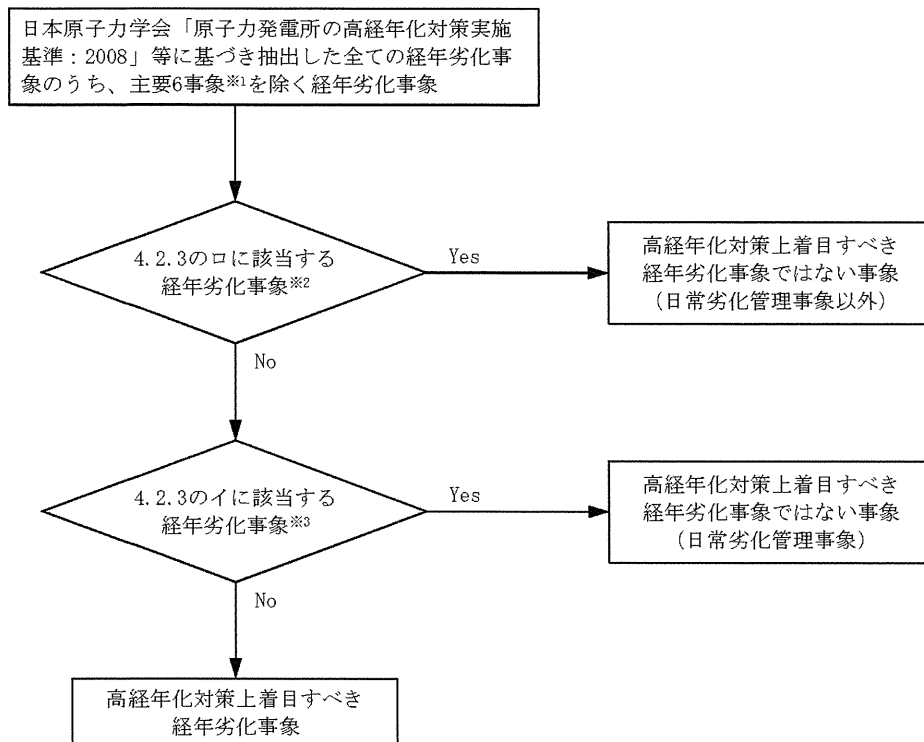 日本原子力学会「原子力発電所の高経年化対策実施
基準：2008」等に基づき抽出した全ての経年劣化事
象のうち、主要6事象※1を除く経年劣化事象
4.2.3のロに該当する
経年劣化事象※2
Yes
高経年化対策上着目すべき
経年劣化事象ではない事象
（日常劣化管理事象以外）
No
4.2.3のイに該当する
経年劣化事象※3
Yes
高経年化対策上着目すべき
経年劣化事象ではない事象
（日常劣化管理事象）
No
高経年化対策上着目すべき
経年劣化事象